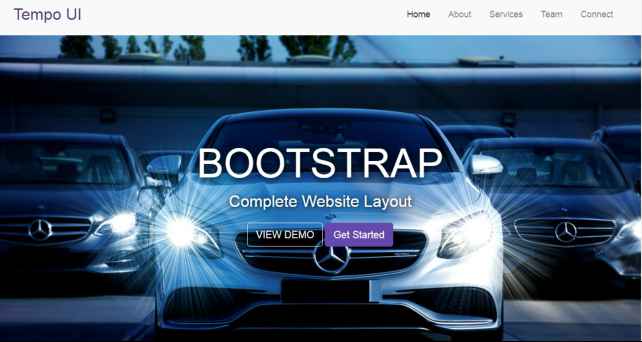 Tempo UI
Home About Services Team Connect
BOOTSTRAP
Complete Website Layout
VIEW DEMO Get Started